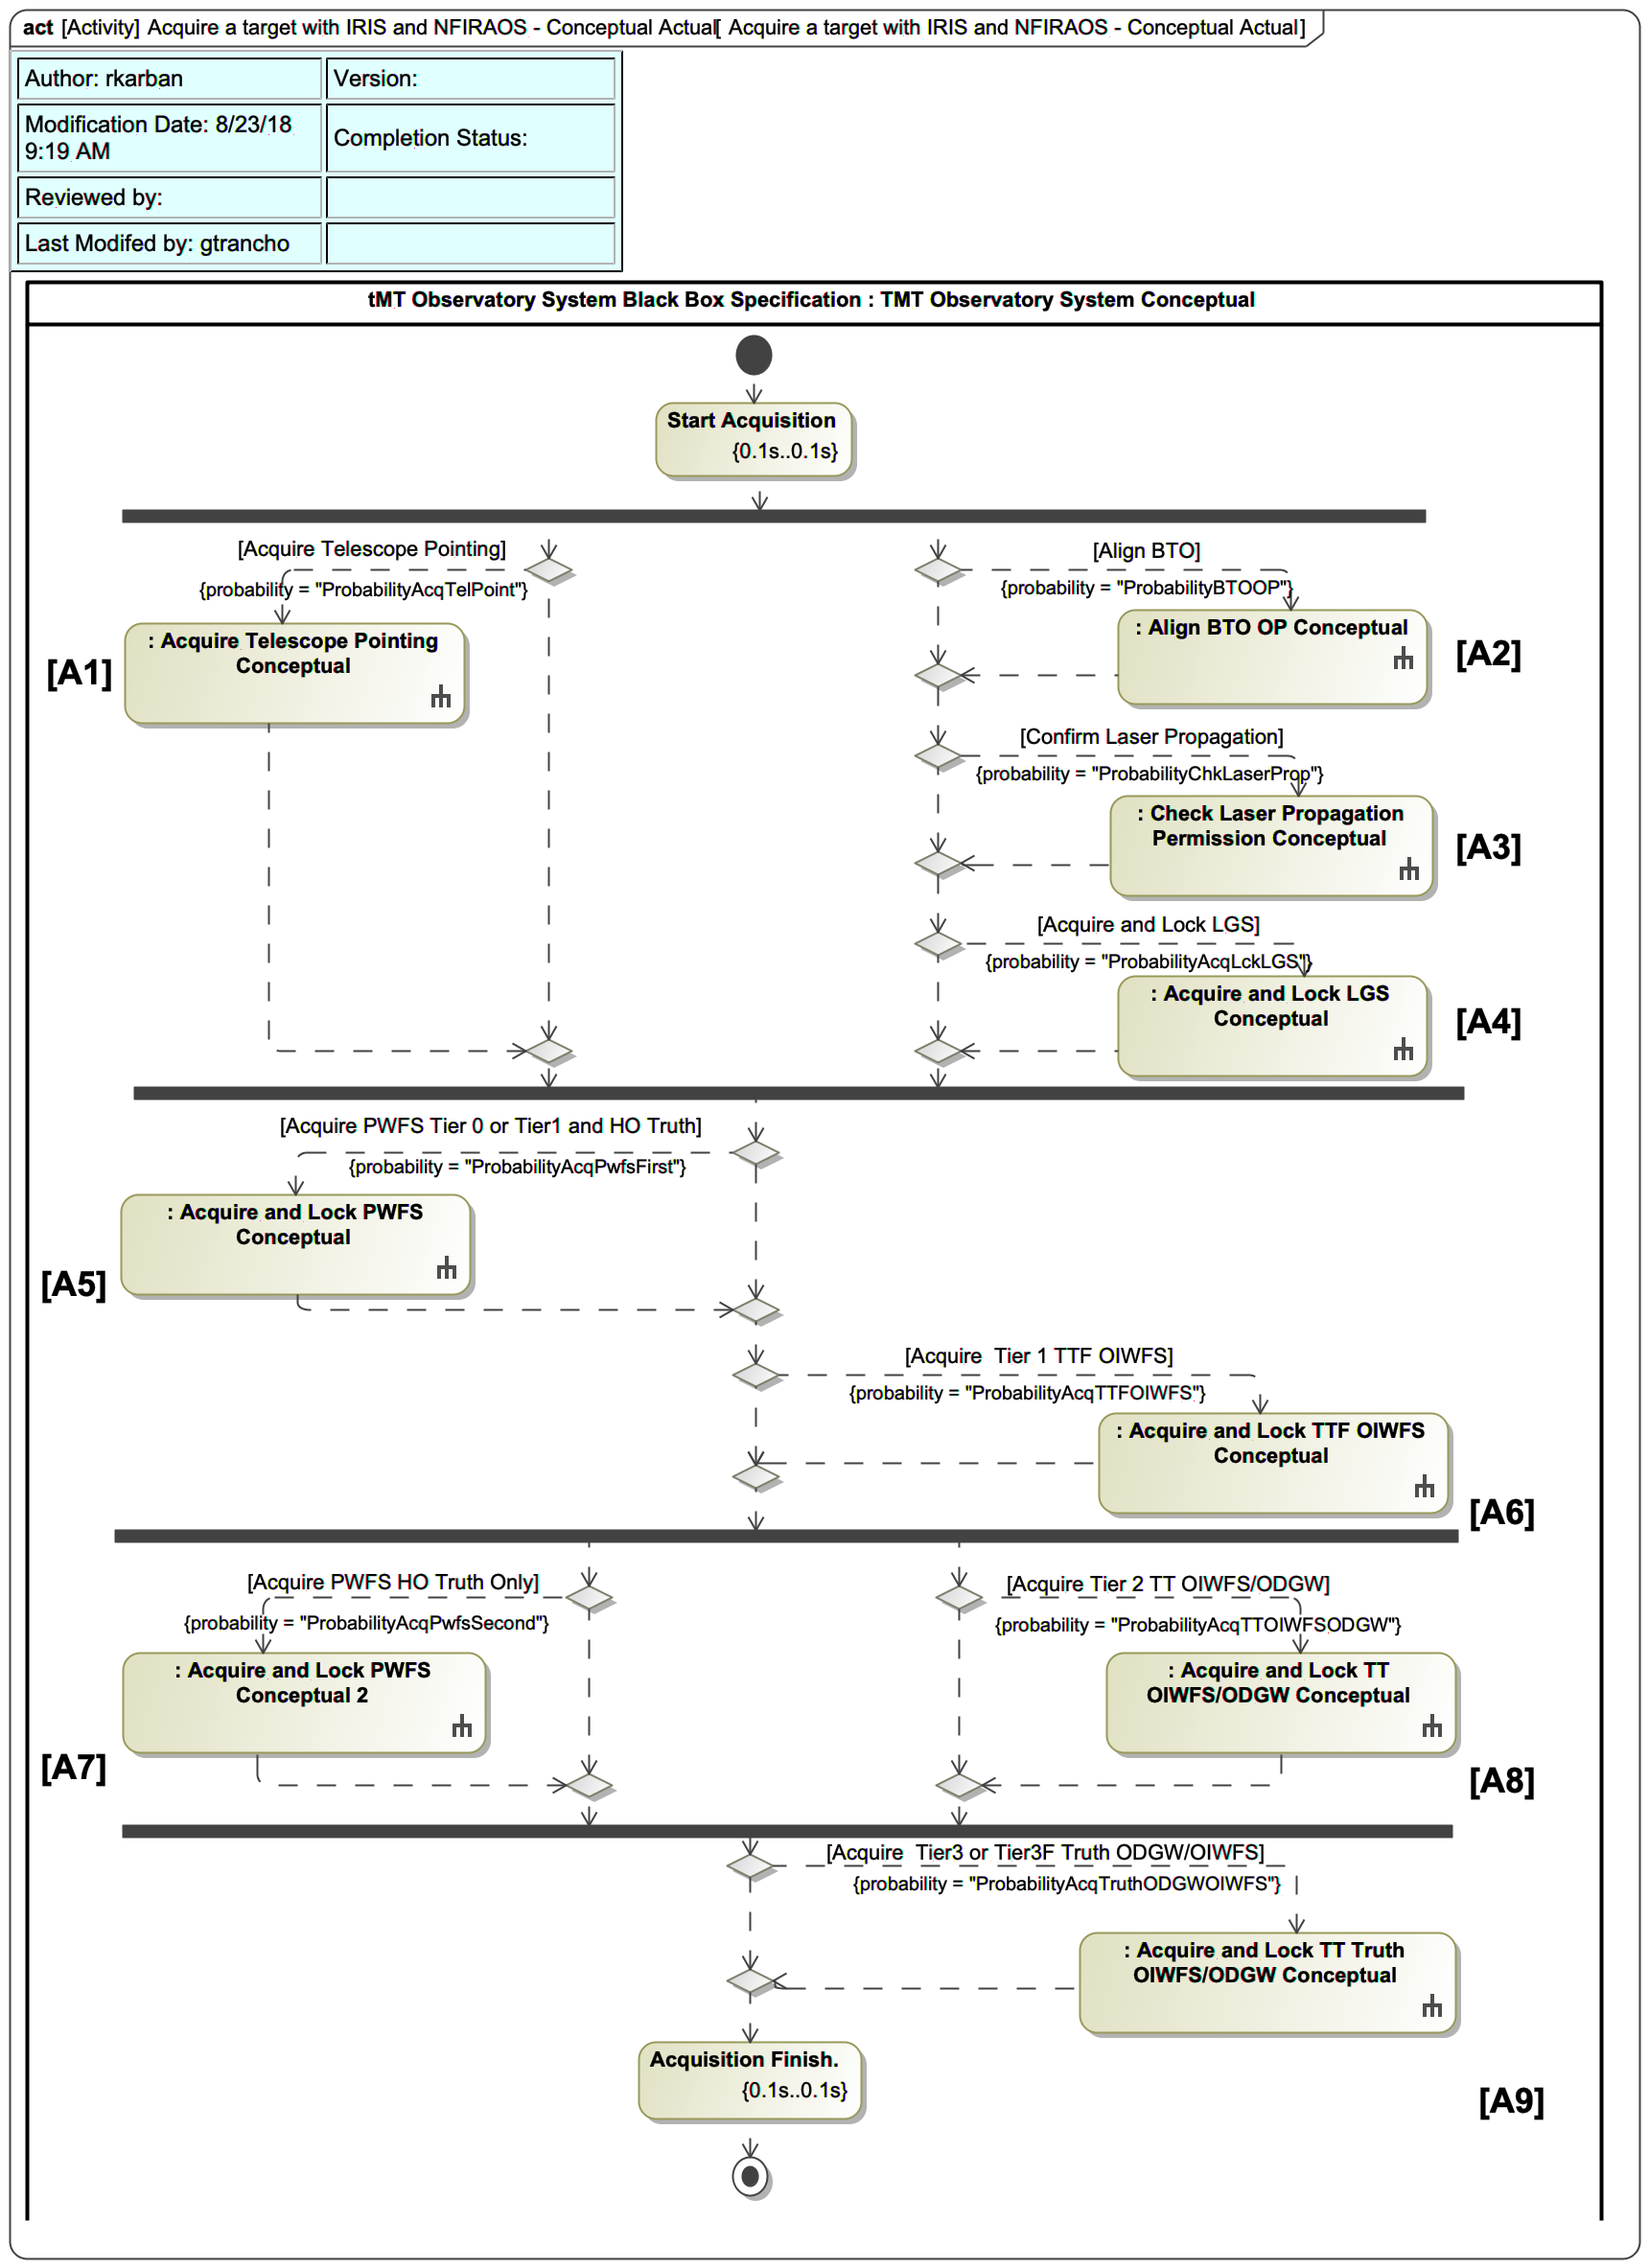 act [Activity] Acquire a target with IRIS and NFIRAOS - Conceptual Actual[ Acquire a target with IRIS and NFIRAOS - Conceptual Actual]
Author: rkarban
Version:
Modification Date: 8/23/18
9:19 AM
Completion Status:
Reviewed by:
Last Modifed by: gtrancho
tMT Observatory System Black Box Specification : TMT Observatory System Conceptual
Start Acquisition
{0.1s..0.1s}
[Acquire Telescope Pointing]
{probability = "ProbabilityAcqTelPoint"}
: Acquire Telescope Pointing
Conceptual
[A1]
[Align BTO]
{probability = "ProbabilityBTOOP"}
: Align BTO OP Conceptual
[A2]
[Confirm Laser Propagation]
{probability = "ProbabilityChkLaserProp"}
: Check Laser Propagation
Permission Conceptual
[A3]
[Acquire and Lock LGS]
{probability = "ProbabilityAcqLckLGS"}
: Acquire and Lock LGS
Conceptual
[A4]
[Acquire PWFS Tier 0 or Tier1 and HO Truth]
{probability = "ProbabilityAcqPwfsFirst"}
: Acquire and Lock PWFS
Conceptual
[A5]
[Acquire  Tier 1 TTF OIWFS]
{probability = "ProbabilityAcqTTFOIWFS"}
: Acquire and Lock TTF OIWFS
Conceptual
[A6]
[Acquire PWFS HO Truth Only]
{probability = "ProbabilityAcqPwfsSecond"}
: Acquire and Lock PWFS
Conceptual 2
[A7]
[Acquire Tier 2 TT OIWFS/ODGW]
{probability = "ProbabilityAcqTTOIWFSODGW"}
: Acquire and Lock TT
OIWFS/ODGW Conceptual
[A8]
[Acquire  Tier3 or Tier3F Truth ODGW/OIWFS]
{probability = "ProbabilityAcqTruthODGWOIWFS"}
: Acquire and Lock TT Truth
OIWFS/ODGW Conceptual
Acquisition Finish.
{0.1s..0.1s}
[A9]